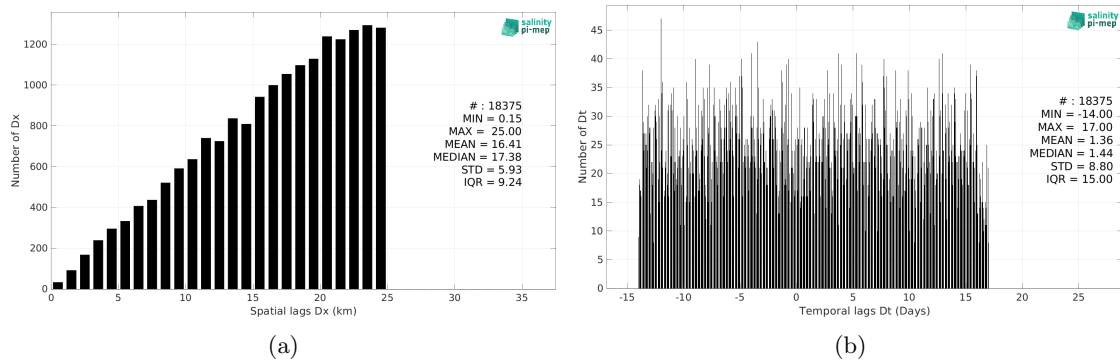 salinity
pi-mep
1200
1000
800
600
400
200
0
Number of Dx
# : 18375
MIN = 0.15
MAX = 25.00
MEAN = 16.41
MEDIAN = 17.38
STD = 5.93
IQR = 9.24
0 5 10 15 20 25 30 35
Spatial lags Dx (km)
(a)
salinity
pi-mep
45
40
35
30
25
20
15
10
5
0
Number of Dt
# : 18375
MIN = -14.00
MAX = 17.00
MEAN = 1.36
MEDIAN = 1.44
STD = 8.80
IQR = 15.00
-15 -10 -5 0 5 10 15 20 25
Temporal lags Dt (Days)
(b)